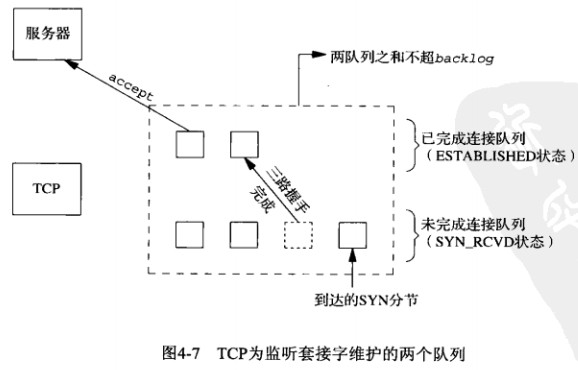 服务器
两队列之和不超backlog
accept
已完成连接队列
（ESTABLISHED状态）
TCP
三路握手
完成
未完成连接队列
（SYN_RCVD状态）
到达的SYN分节
图4-7 TCP为监听套接字维护的两个队列